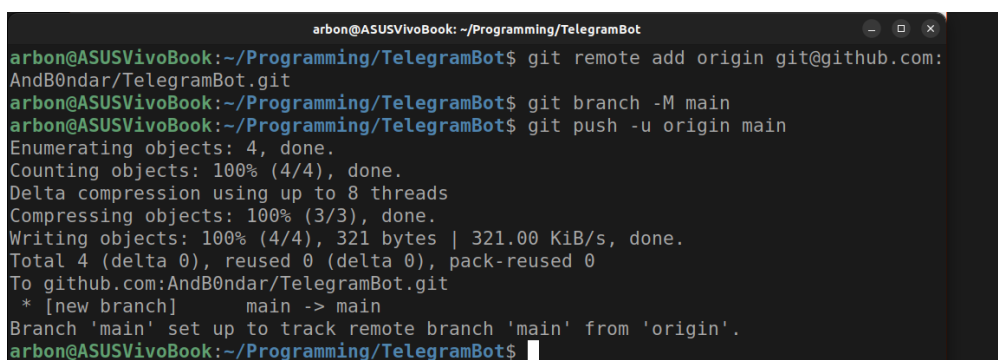 arbon@ASUSVivoBook: ~/Programming/TelegramBot
arbon@ASUSVivoBook:~/Programming/TelegramBot$ git remote add origin git@github.com:
AndB0ndar/TelegramBot.git
arbon@ASUSVivoBook:~/Programming/TelegramBot$ git branch -M main
arbon@ASUSVivoBook:~/Programming/TelegramBot$ git push -u origin main
Enumerating objects: 4, done.
Counting objects: 100% (4/4), done.
Delta compression using up to 8 threads
Compressing objects: 100% (3/3), done.
Writing objects: 100% (4/4), 321 bytes | 321.00 KiB/s, done.
Total 4 (delta 0), reused 0 (delta 0), pack-reused 0
To github.com:AndB0ndar/TelegramBot.git
 * [new branch]      main -> main
Branch 'main' set up to track remote branch 'main' from 'origin'.
arbon@ASUSVivoBook:~/Programming/TelegramBot$